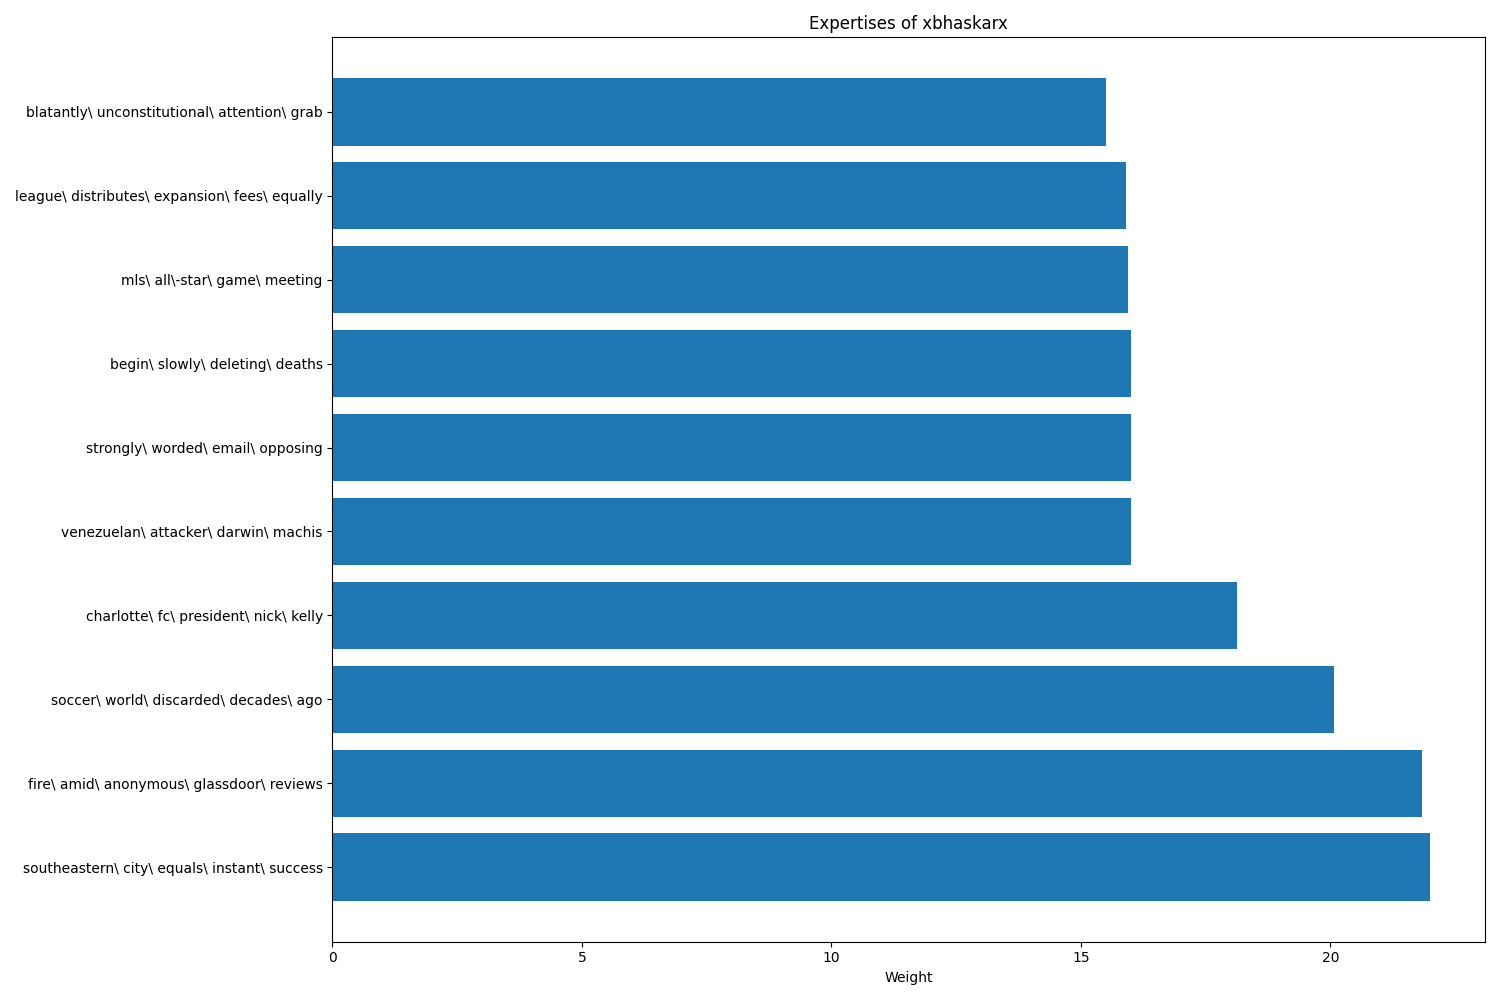 Expertises of xbhaskarx
blatantly\ unconstitutional\ attention\ grab
league\ distributes\ expansion\ fees\ equally
mls\ all\-star\ game\ meeting
begin\ slowly\ deleting\ deaths
strongly\ worded\ email\ opposing
venezuelan\ attacker\ darwin\ machis
charlotte\ fc\ president\ nick\ kelly
soccer\ world\ discarded\ decades\ ago
fire\ amid\ anonymous\ glassdoor\ reviews
southeastern\ city\ equals\ instant\ success
0 5 10 15 20
Weight